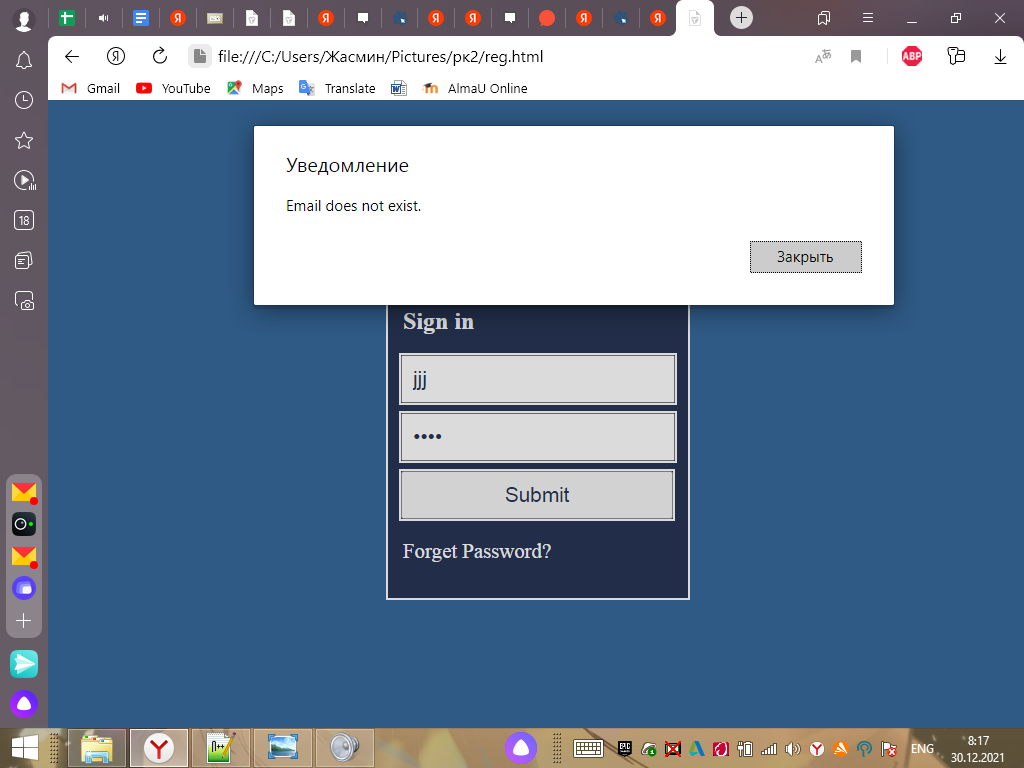 file:///C:/Users/Жасмин/Pictures/рк2/reg.html
Gmail
YouTube
Maps
Translate
AlmaU Online
18
Уведомление
Email does not exist.
Закрыть
Sign in
jjj
••••
Submit
Forget Password?
ENG
8:17
30.12.2021